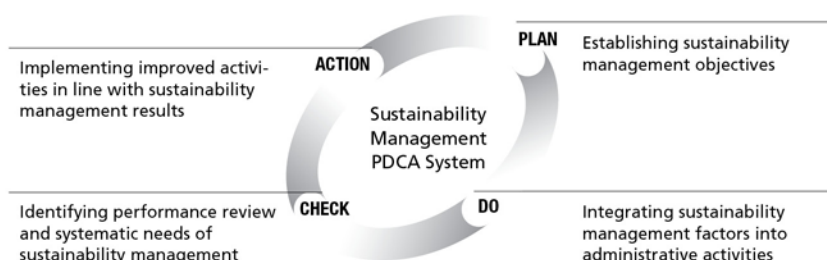 PLAN
Establishing sustainability
management objectives
ACTION
Implementing improved activi-
ties in line with sustainability
management results
Sustainability
Management
PDCA System
CHECK
Identifying performance review
and systematic needs of
sustainability management
DO
Integrating sustainability
management factors into
administrative activities